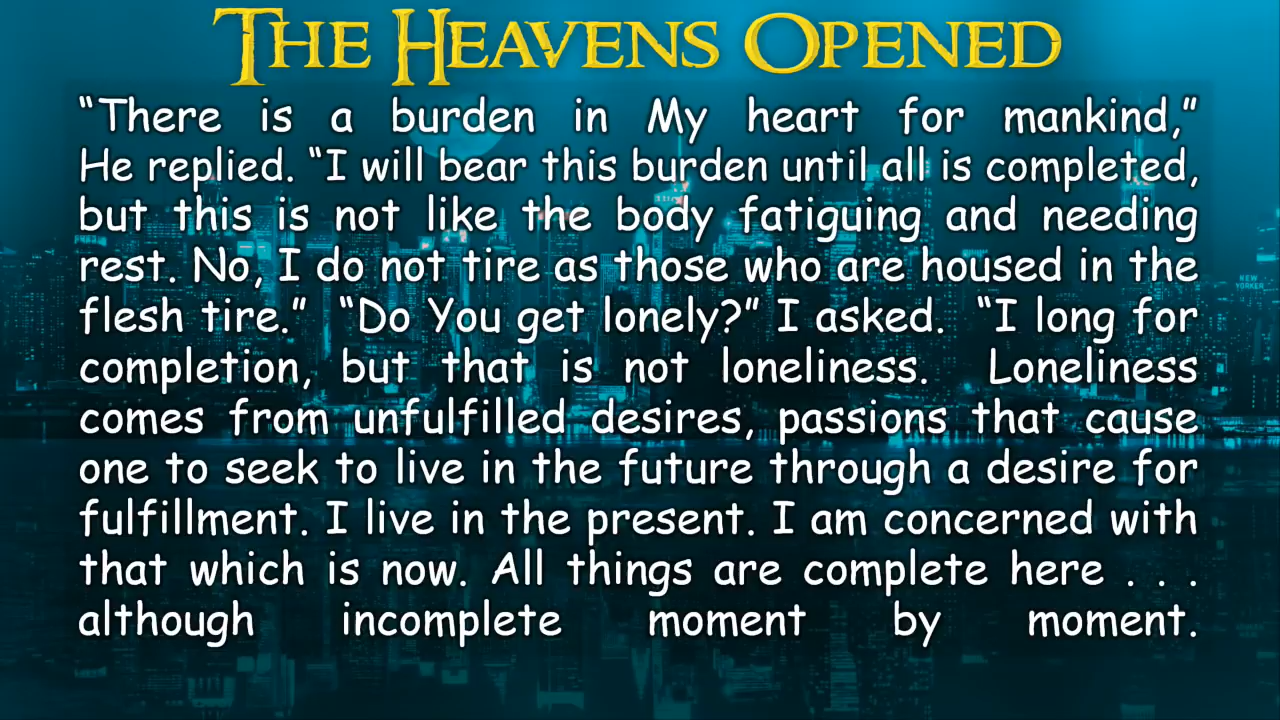 THE HEAVENS OPENED
“There is a burden in My heart for mankind,”
He replied. “I will bear this burden until all is completed,
but this is not like the body fatiguing and needing
rest. No, I do not tire as those who are housed in the
flesh tire.” “Do You get lonely?” I asked. “I long for
completion, but that is not loneliness. Loneliness
comes from unfulfilled desires, passions that cause
one to seek to live in the future through a desire for
fulfillment. I live in the present. I am concerned with
that which is now. All things are complete here . . .
although incomplete moment by moment.
NEW
YORKER